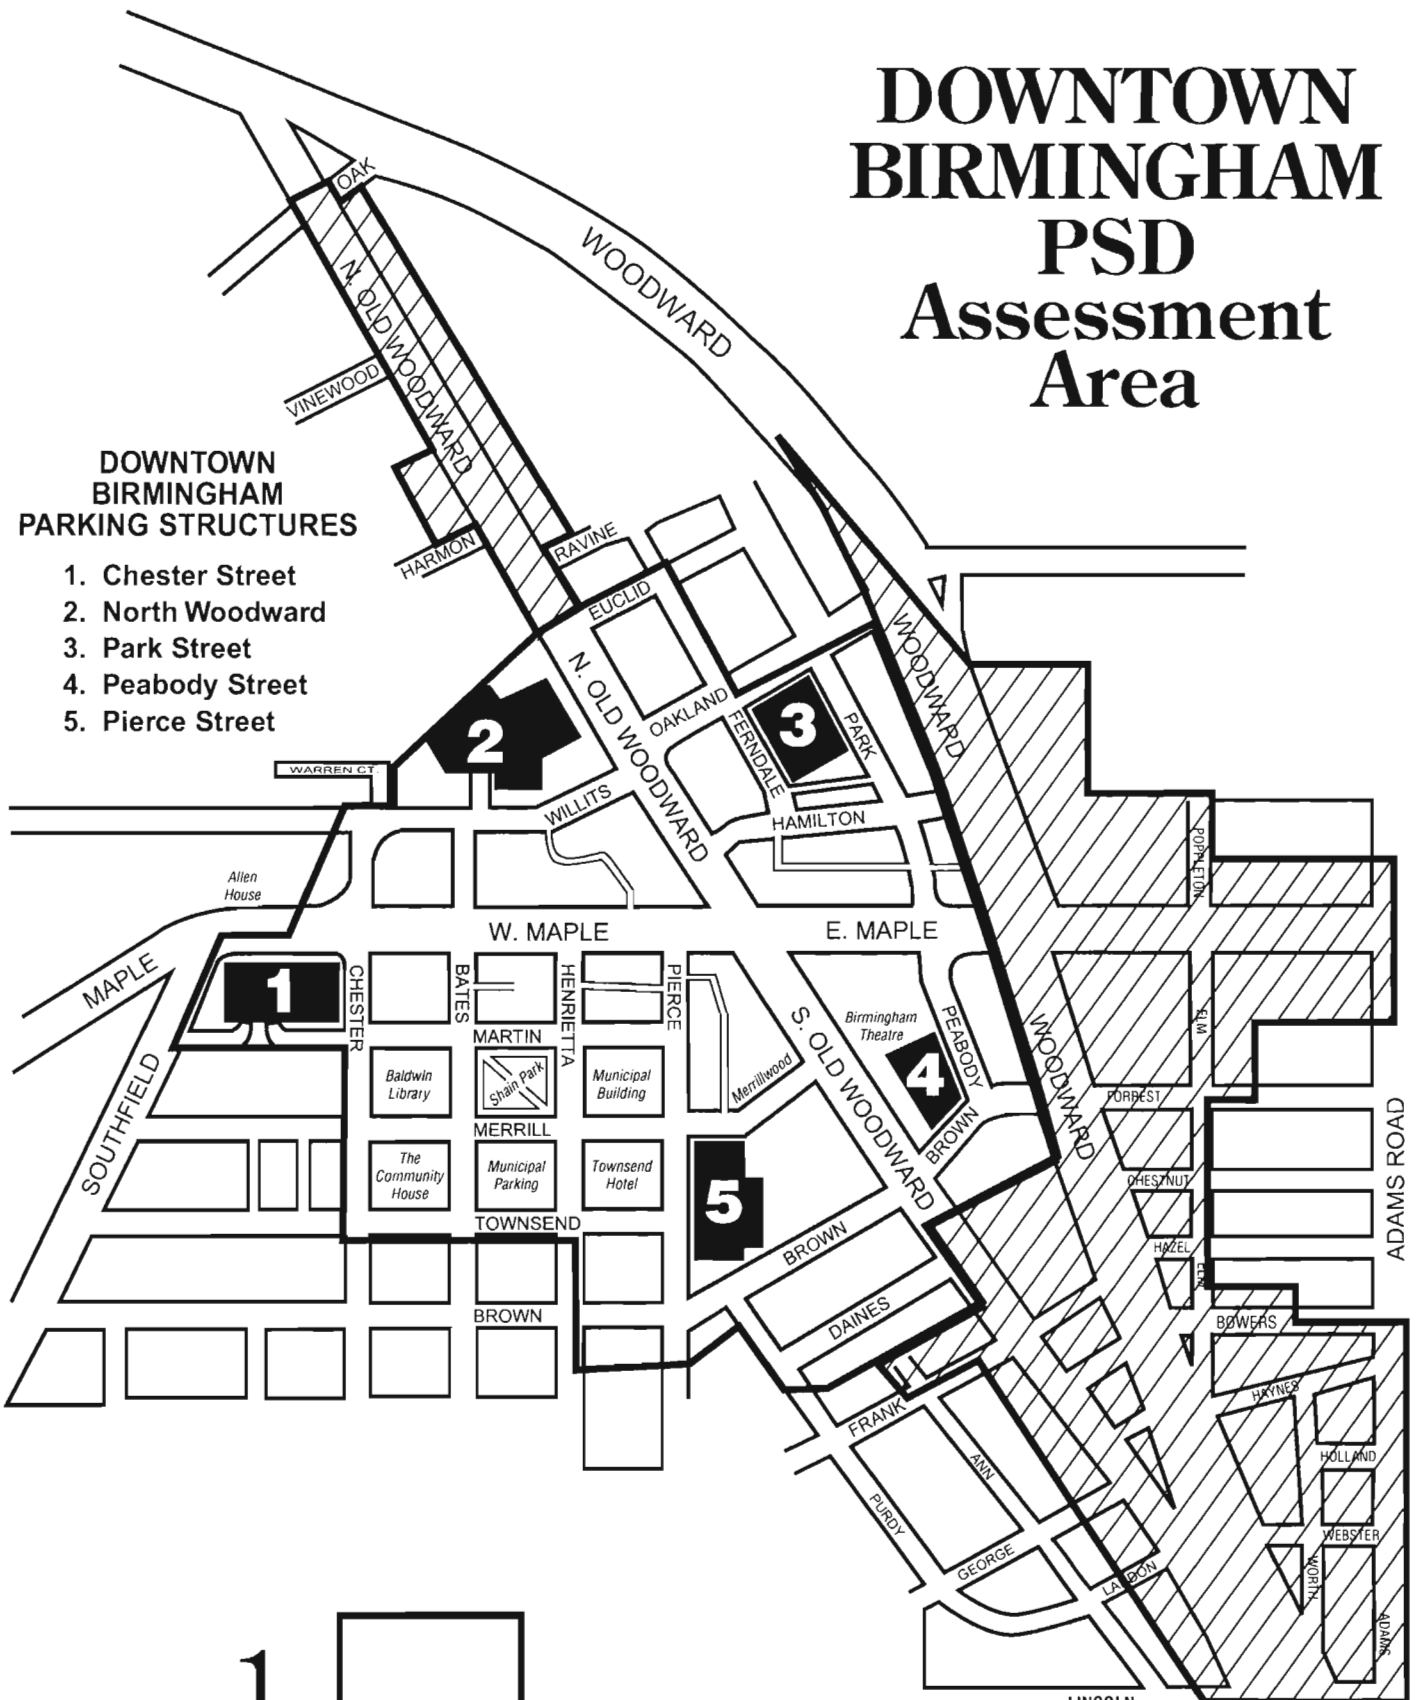 DOWNTOWN
BIRMINGHAM
PSD
Assessment
Area
OAK
WOODWARD
N. OLD WOODWARD
VINEWOOD
DOWNTOWN
BIRMINGHAM
PARKING STRUCTURES
1. Chester Street
2. North Woodward
3. Park Street
4. Peabody Street
5. Pierce Street
HARMON
RAVINE
EUCLID
WOODWARD
N. OLD WOODWARD
OAKLAND
2
3
FERNDALE
PARK
WARREN CT.
WILLITS
HAMILTON
POPPLETON
Allen
House
W. MAPLE
E. MAPLE
MAPLE
1
CHESTER
BATES
HENRIETTA
PIERCE
S. OLD WOODWARD
Birmingham
Theatre
PEABODY
WOODWARD
ELM
MARTIN
4
SOUTHFIELD
Baldwin
Library
Shain Park
Municipal
Building
Merrillwood
FORREST
ADAMS ROAD
MERRILL
BROWN
The
Community
House
Municipal
Parking
Townsend
Hotel
5
CHESTNUT
TOWNSEND
BROWN
HAZEL
ELM
BROWN
DAINES
BOWERS
HAYNES
FRANK
ANN
HOLLAND
PURDY
WEBSTER
GEORGE
WORTH
ADAMS
LINCOLN
1